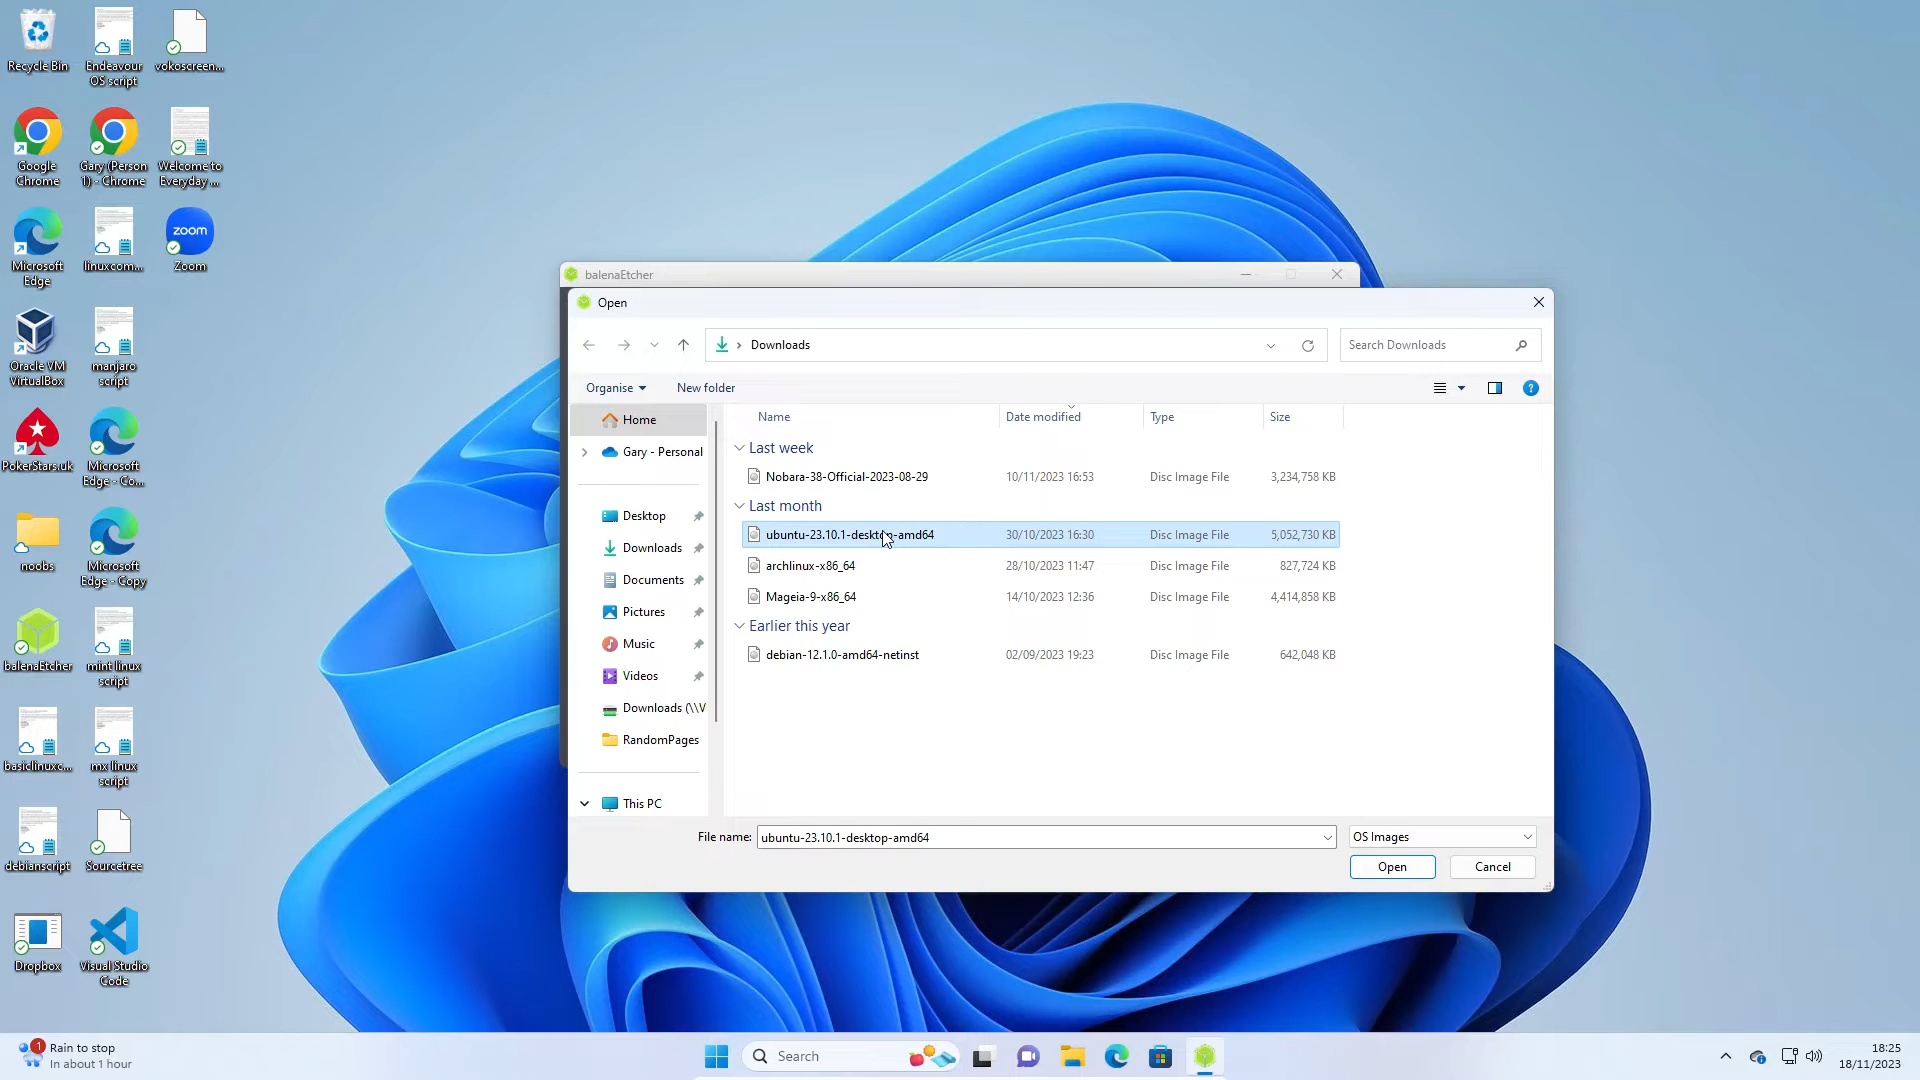 Recycle Bin
Endeavour
OS script
vokoscreen...
Google
Chrome
Gary (Person
1) - Chrome
Welcome to
Everyday ...
Microsoft
Edge
linuxcom...
zoom
Zoom
Oracle VM
VirtualBox
manjaro
script
PokerStars.uk
Microsoft
Edge - Co...
noobs
Microsoft
Edge - Copy
balenaEtcher
mint linux
script
basiclinuxc...
mx linux
script
debianscript
Sourcetree
Dropbox
Visual Studio
Code
balenaEtcher
Open
Downloads
Search Downloads
Organise
New folder
Home
Gary - Personal
Desktop
Downloads
Documents
Pictures
Music
Videos
Downloads (\\V
RandomPages
This PC
Name Date modified Type Size
Last week
Nobara-38-Official-2023-08-29 10/11/2023 16:53 Disc Image File 3,234,758 KB
Last month
ubuntu-23.10.1-desktop-amd64 30/10/2023 16:30 Disc Image File 5,052,730 KB
archlinux-x86_64 28/10/2023 11:47 Disc Image File 827,724 KB
Mageia-9-x86_64 14/10/2023 12:36 Disc Image File 4,414,858 KB
Earlier this year
debian-12.1.0-amd64-netinst 02/09/2023 19:23 Disc Image File 642,048 KB
File name: ubuntu-23.10.1-desktop-amd64 OS Images
Open Cancel
1
Rain to stop
In about 1 hour
Search
18:25
18/11/2023